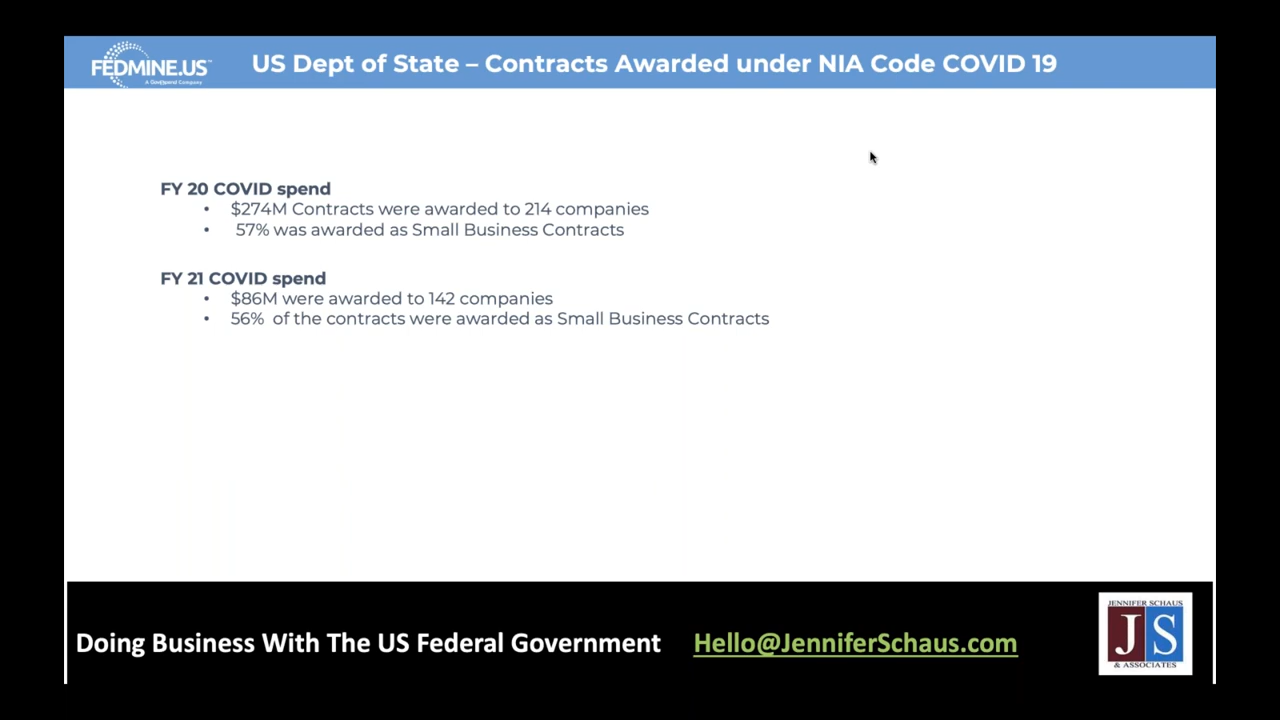 FEDMINE.US™
A GovSpend Company
US Dept of State – Contracts Awarded under NIA Code COVID 19
FY 20 COVID spend
• $274M Contracts were awarded to 214 companies
• 57% was awarded as Small Business Contracts
FY 21 COVID spend
• $86M were awarded to 142 companies
• 56% of the contracts were awarded as Small Business Contracts
Doing Business With The US Federal Government Hello@JenniferSchaus.com
JENNIFER SCHAUS
JS
& ASSOCIATES